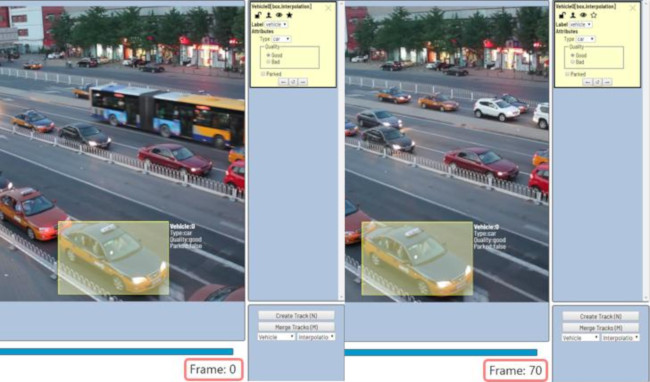 Vehicle0[box,interpolation]
Label vehicle
Attributes
Type car
Quality
Good
Bad
Parked
Vehicle:0
Type:car
Quality:good
Parked:false
Create Track (N)
Merge Tracks (M)
Vehicle Interpolatio
Frame: 0
Vehicle0[box,interpolation]
Label vehicle
Attributes
Type car
Quality
Good
Bad
Parked
Vehicle:0
Type:car
Quality:good
Parked:false
Create Track (N)
Merge Tracks (M)
Vehicle Interpolatio
Frame: 70